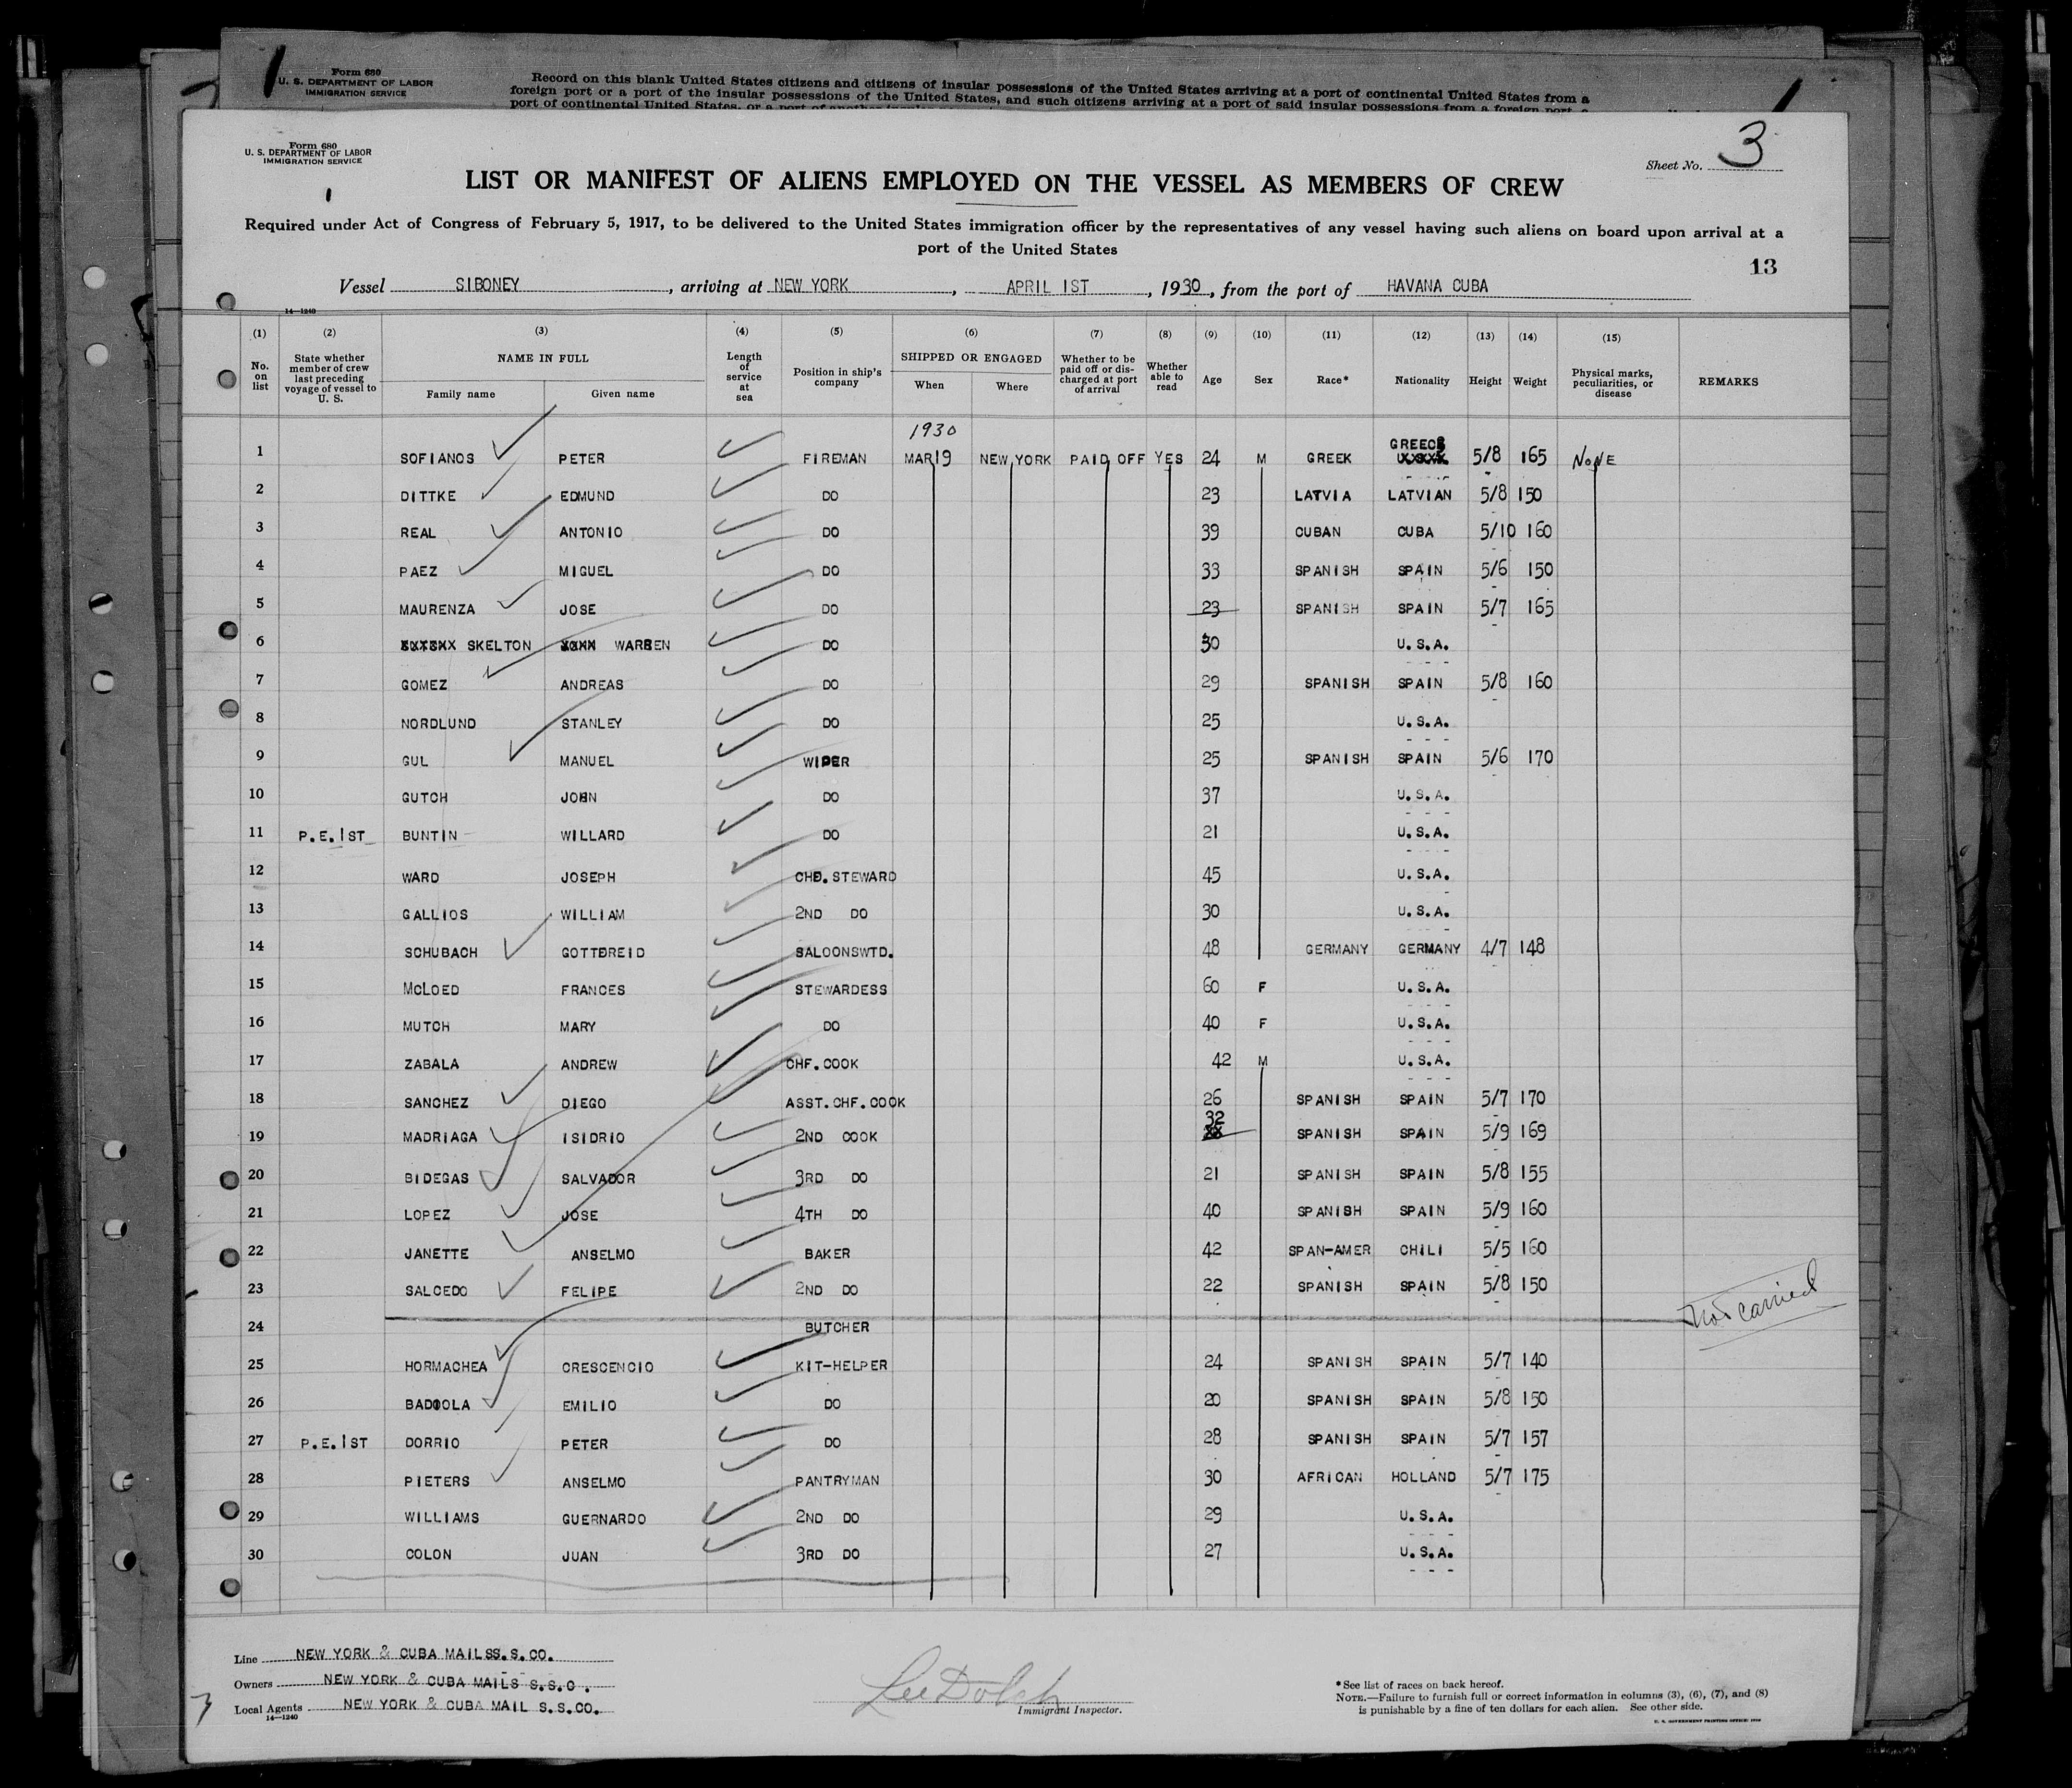 Form 680
U. S. DEPARTMENT OF LABOR
IMMIGRATION SERVICE
Record on this blank United States citizens and citizens of insular possessions of the United States arriving at a port of continental United States from a
foreign port or a port of the insular possessions of the United States, and such citizens arriving at a port of said insular possessions from a foreign port, a
Form 680
U. S. DEPARTMENT OF LABOR
IMMIGRATION SERVICE
Sheet No. 3
LIST OR MANIFEST OF ALIENS EMPLOYED ON THE VESSEL AS MEMBERS OF CREW
Required under Act of Congress of February 5, 1917, to be delivered to the United States immigration officer by the representatives of any vessel having such aliens on board upon arrival at a
port of the United States
13
Vessel SIBONEY, arriving at NEW YORK, APRIL 1ST, 1930, from the port of HAVANA CUBA
14—1240
(1) (2) (3) (4) (5) (6) (7) (8) (9) (10) (11) (12) (13) (14) (15)
No. on list
State whether member of crew last preceding voyage of vessel to U. S.
NAME IN FULL
Family name
Given name
Length of service at sea
Position in ship's company
SHIPPED OR ENGAGED
When
Where
Whether to be paid off or discharged at port of arrival
Whether able to read
Age
Sex
Race*
Nationality
Height
Weight
Physical marks, peculiarities, or disease
REMARKS
1930
GREECE
1 SOFIANOS PETER FIREMAN MAR 19 NEW YORK PAID OFF YES 24 M GREEK 5/8 165 NONE
2 DITTKE EDMUND DO 23 LATVIA LATVIAN 5/8 150
3 REAL ANTONIO DO 39 CUBAN CUBA 5/10 160
4 PAEZ MIGUEL DO 33 SPANISH SPAIN 5/6 150
5 MAURENZA JOSE DO 23 SPANISH SPAIN 5/7 165
6 SKELTON WARREN DO 30 U.S.A.
7 GOMEZ ANDREAS DO 29 SPANISH SPAIN 5/8 160
8 NORDLUND STANLEY DO 25 U.S.A.
9 GUL MANUEL WIPER 25 SPANISH SPAIN 5/6 170
10 GUTCH JOHN DO 37 U.S.A.
11 P.E.1ST BUNTIN WILLARD DO 21 U.S.A.
12 WARD JOSEPH CHD. STEWARD 45 U.S.A.
13 GALLIOS WILLIAM 2ND DO 30 U.S.A.
14 SCHUBACH GOTTDREID SALOONSWTD. 48 GERMANY GERMANY 4/7 148
15 McLOED FRANCES STEWARDESS 60 F U.S.A.
16 MUTCH MARY DO 40 F U.S.A.
17 ZABALA ANDREW CHF. COOK 42 M U.S.A.
18 SANCHEZ DIEGO ASST. CHF. COOK 26 SPANISH SPAIN 5/7 170
19 MADRIAGA ISIDRIO 2ND COOK 32 SPANISH SPAIN 5/9 169
20 BIDEGAS SALVADOR 3RD DO 21 SPANISH SPAIN 5/8 155
21 LOPEZ JOSE 4TH DO 40 SPANISH SPAIN 5/9 160
22 JANETTE ANSELMO BAKER 42 SPAN-AMER CHILI 5/5 160
23 SALCEDO FELIPE 2ND DO 22 SPANISH SPAIN 5/8 150
24 BUTCHER Not carried
25 HORMACHEA CRESCENCIO KIT-HELPER 24 SPANISH SPAIN 5/7 140
26 BADIOLA EMILIO DO 20 SPANISH SPAIN 5/8 150
27 P.E.1ST DORRIO PETER DO 28 SPANISH SPAIN 5/7 157
28 PIETERS ANSELMO PANTRYMAN 30 AFRICAN HOLLAND 5/7 175
29 WILLIAMS GUERNARDO 2ND DO 29 U.S.A.
30 COLON JUAN 3RD DO 27 U.S.A.
Line NEW YORK & CUBA MAILSS.S.CO.
Owners NEW YORK & CUBA MAILS S.S.O.
Local Agents NEW YORK & CUBA MAIL S.S.CO.
14—1240
Lee Dolch
Immigrant Inspector.
*See list of races on back hereof.
NOTE.—Failure to furnish full or correct information in columns (3), (6), (7), and (8)
is punishable by a fine of ten dollars for each alien. See other side.
U. S. GOVERNMENT PRINTING OFFICE